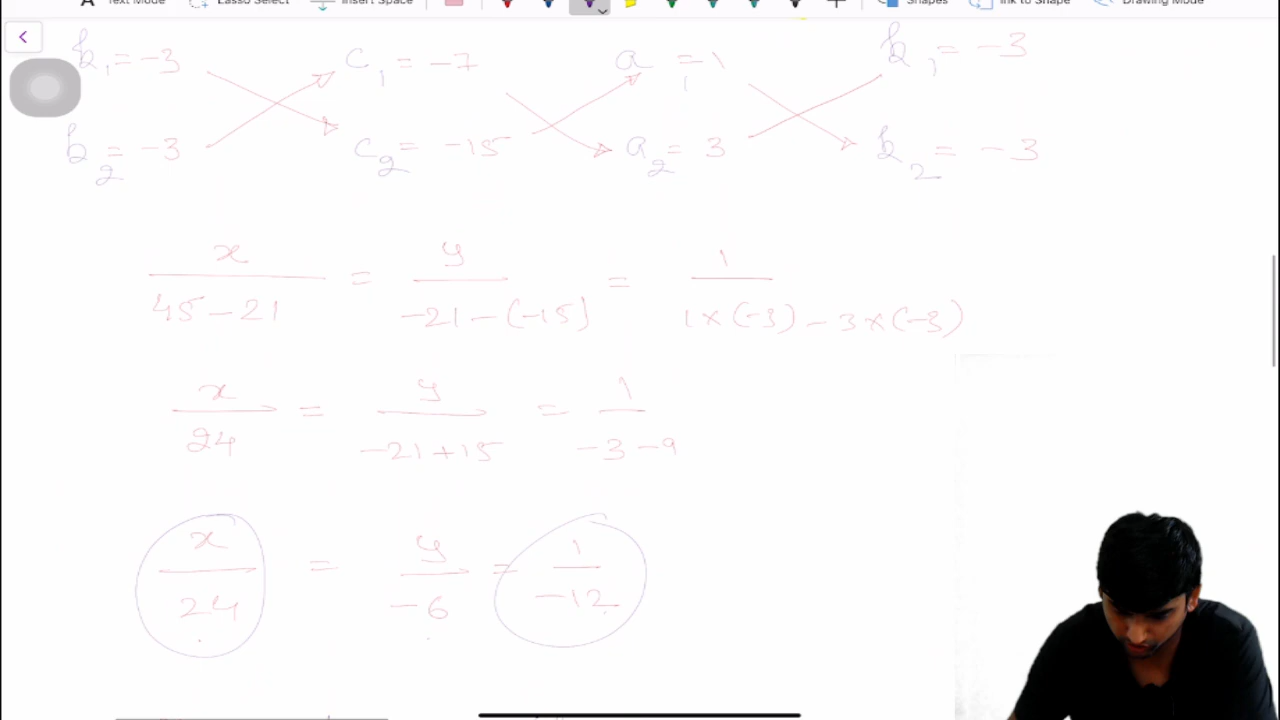 Text Mode Lasso Select Insert Space Shapes Ink to Shape Drawing Mode
b₁ = -3 c₁ = -7 a₁ = 1 b₁ = -3
b₂ = -3 c₂ = -15 a₂ = 3 b₂ = -3
x/(45-21) = y/(-21-(-15)) = 1/(1×(-3)-3×(-3))
x/24 = y/(-21+15) = 1/(-3-9)
x/24 = y/-6 = 1/-12